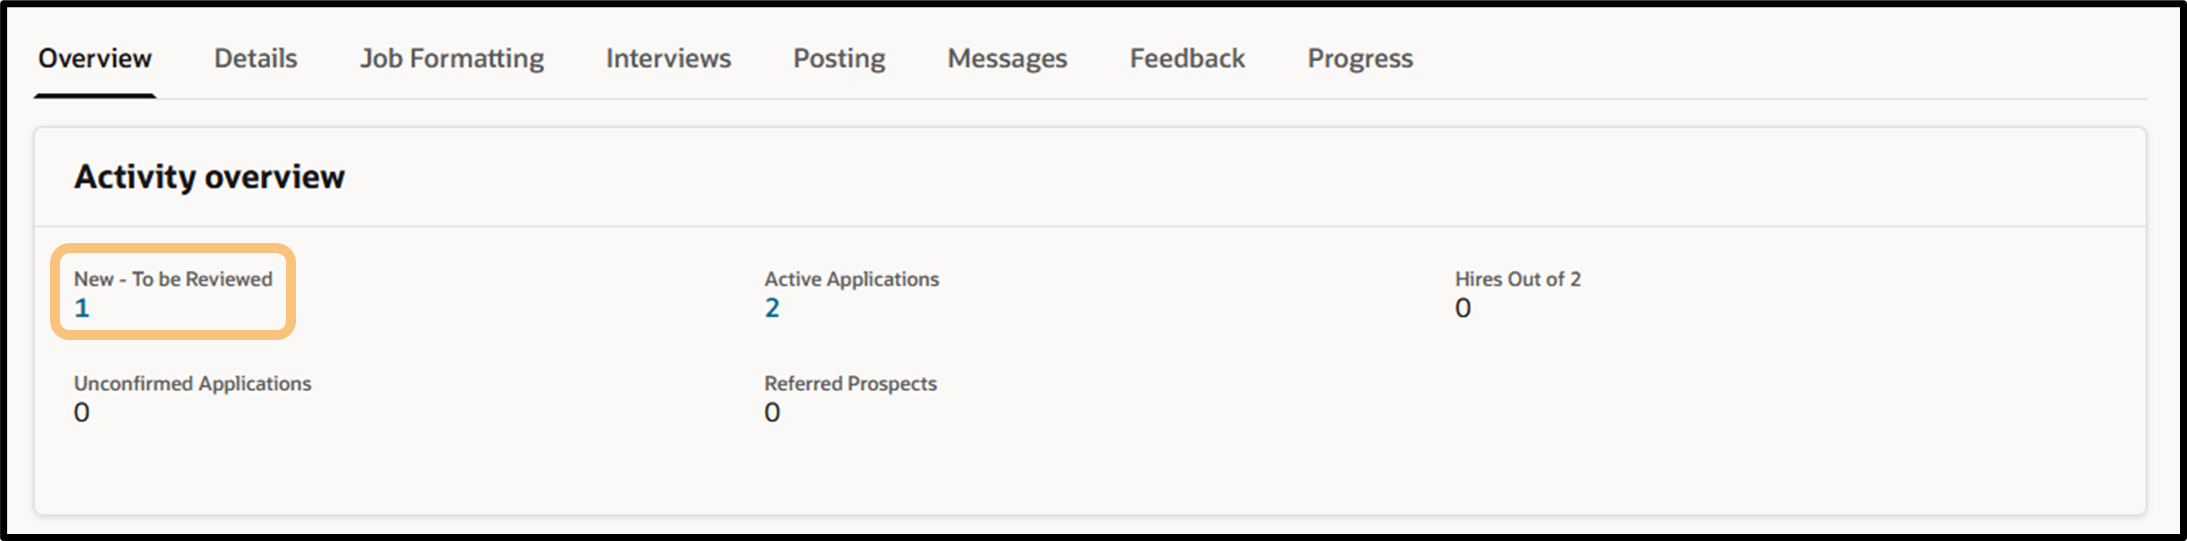 Overview Details Job Formatting Interviews Posting Messages Feedback Progress
Activity overview
New - To be Reviewed
1
Active Applications
2
Hires Out of 2
0
Unconfirmed Applications
0
Referred Prospects
0